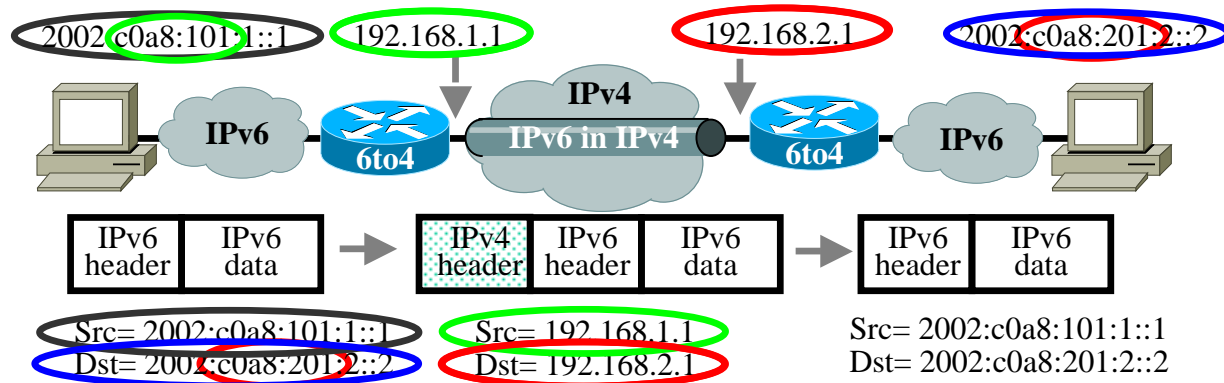 2002:c0a8:101:1::1
192.168.1.1
192.168.2.1
2002:c0a8:201:2::2
IPv4
IPv6
IPv6 in IPv4
IPv6
6to4
6to4
IPv6 header
IPv6 data
IPv4 header
IPv6 header
IPv6 data
IPv6 header
IPv6 data
Src= 2002:c0a8:101:1::1
Dst= 2002:c0a8:201:2::2
Src= 192.168.1.1
Dst= 192.168.2.1
Src= 2002:c0a8:101:1::1
Dst= 2002:c0a8:201:2::2